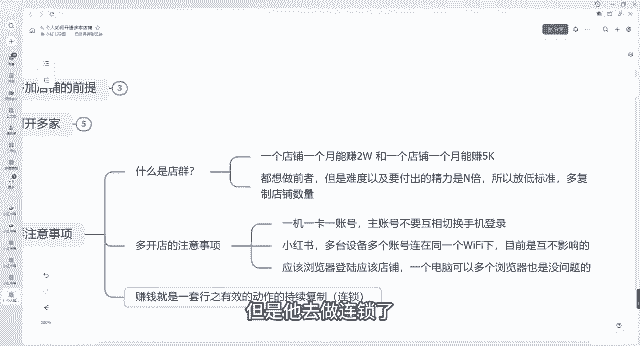 加店铺的前提
3
开多家
5
什么是店群?
一个店铺一个月能赚2W 和一个店铺一个月能赚5K
都想做前者,但是难度以及要付出的精力是N倍,所以放低标准,多复
制店铺数量
注意事项
多开店的注意事项
一机一卡一账号,主账号不要互相切换手机登录
小红书,多台设备多个账号连在同一个WiFi下,目前是互不影响的
应该浏览器登陆应该店铺,一个电脑可以多个浏览器也是没问题的
赚钱就是一套行之有效的动作的持续复制(连锁)
但是他去做连锁了